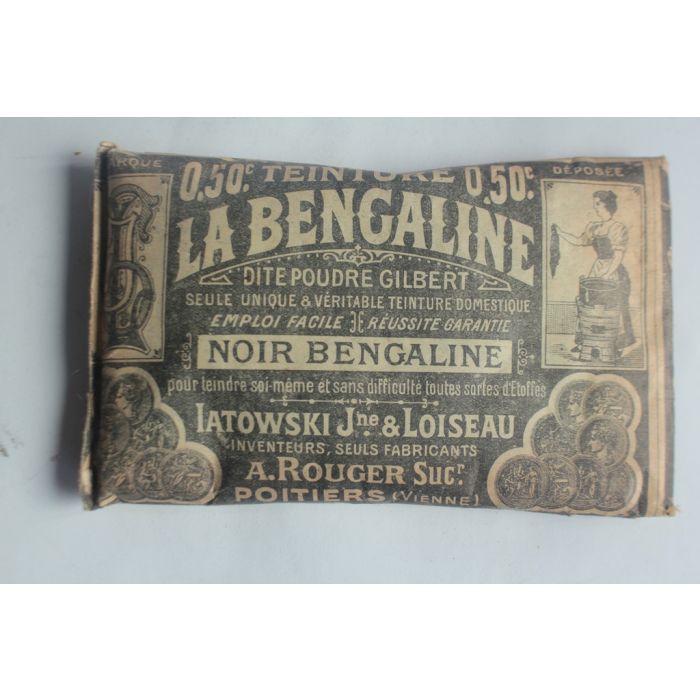 0.50c TEINTURE 0.50c
DÉPOSÉE
LA BENGALINE
DITE POUDRE GILBERT
SEULE UNIQUE & VÉRITABLE TEINTURE DOMESTIQUE
EMPLOI FACILE RÉUSSITE GARANTIE
NOIR BENGALINE
pour teindre soi-même et sans difficulté toutes sortes d'Etoffes
IATOWSKI Jne & LOISEAU
INVENTEURS, SEULS FABRICANTS
A. ROUGER Sucr.
POITIERS (VIENNE)